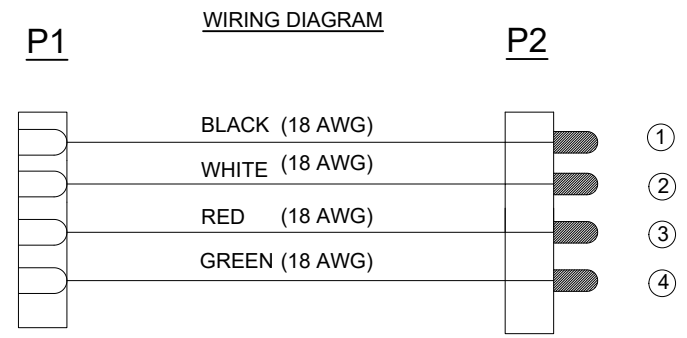 WIRING DIAGRAM
P1
P2
BLACK (18 AWG)
1
WHITE (18 AWG)
2
RED (18 AWG)
3
GREEN (18 AWG)
4